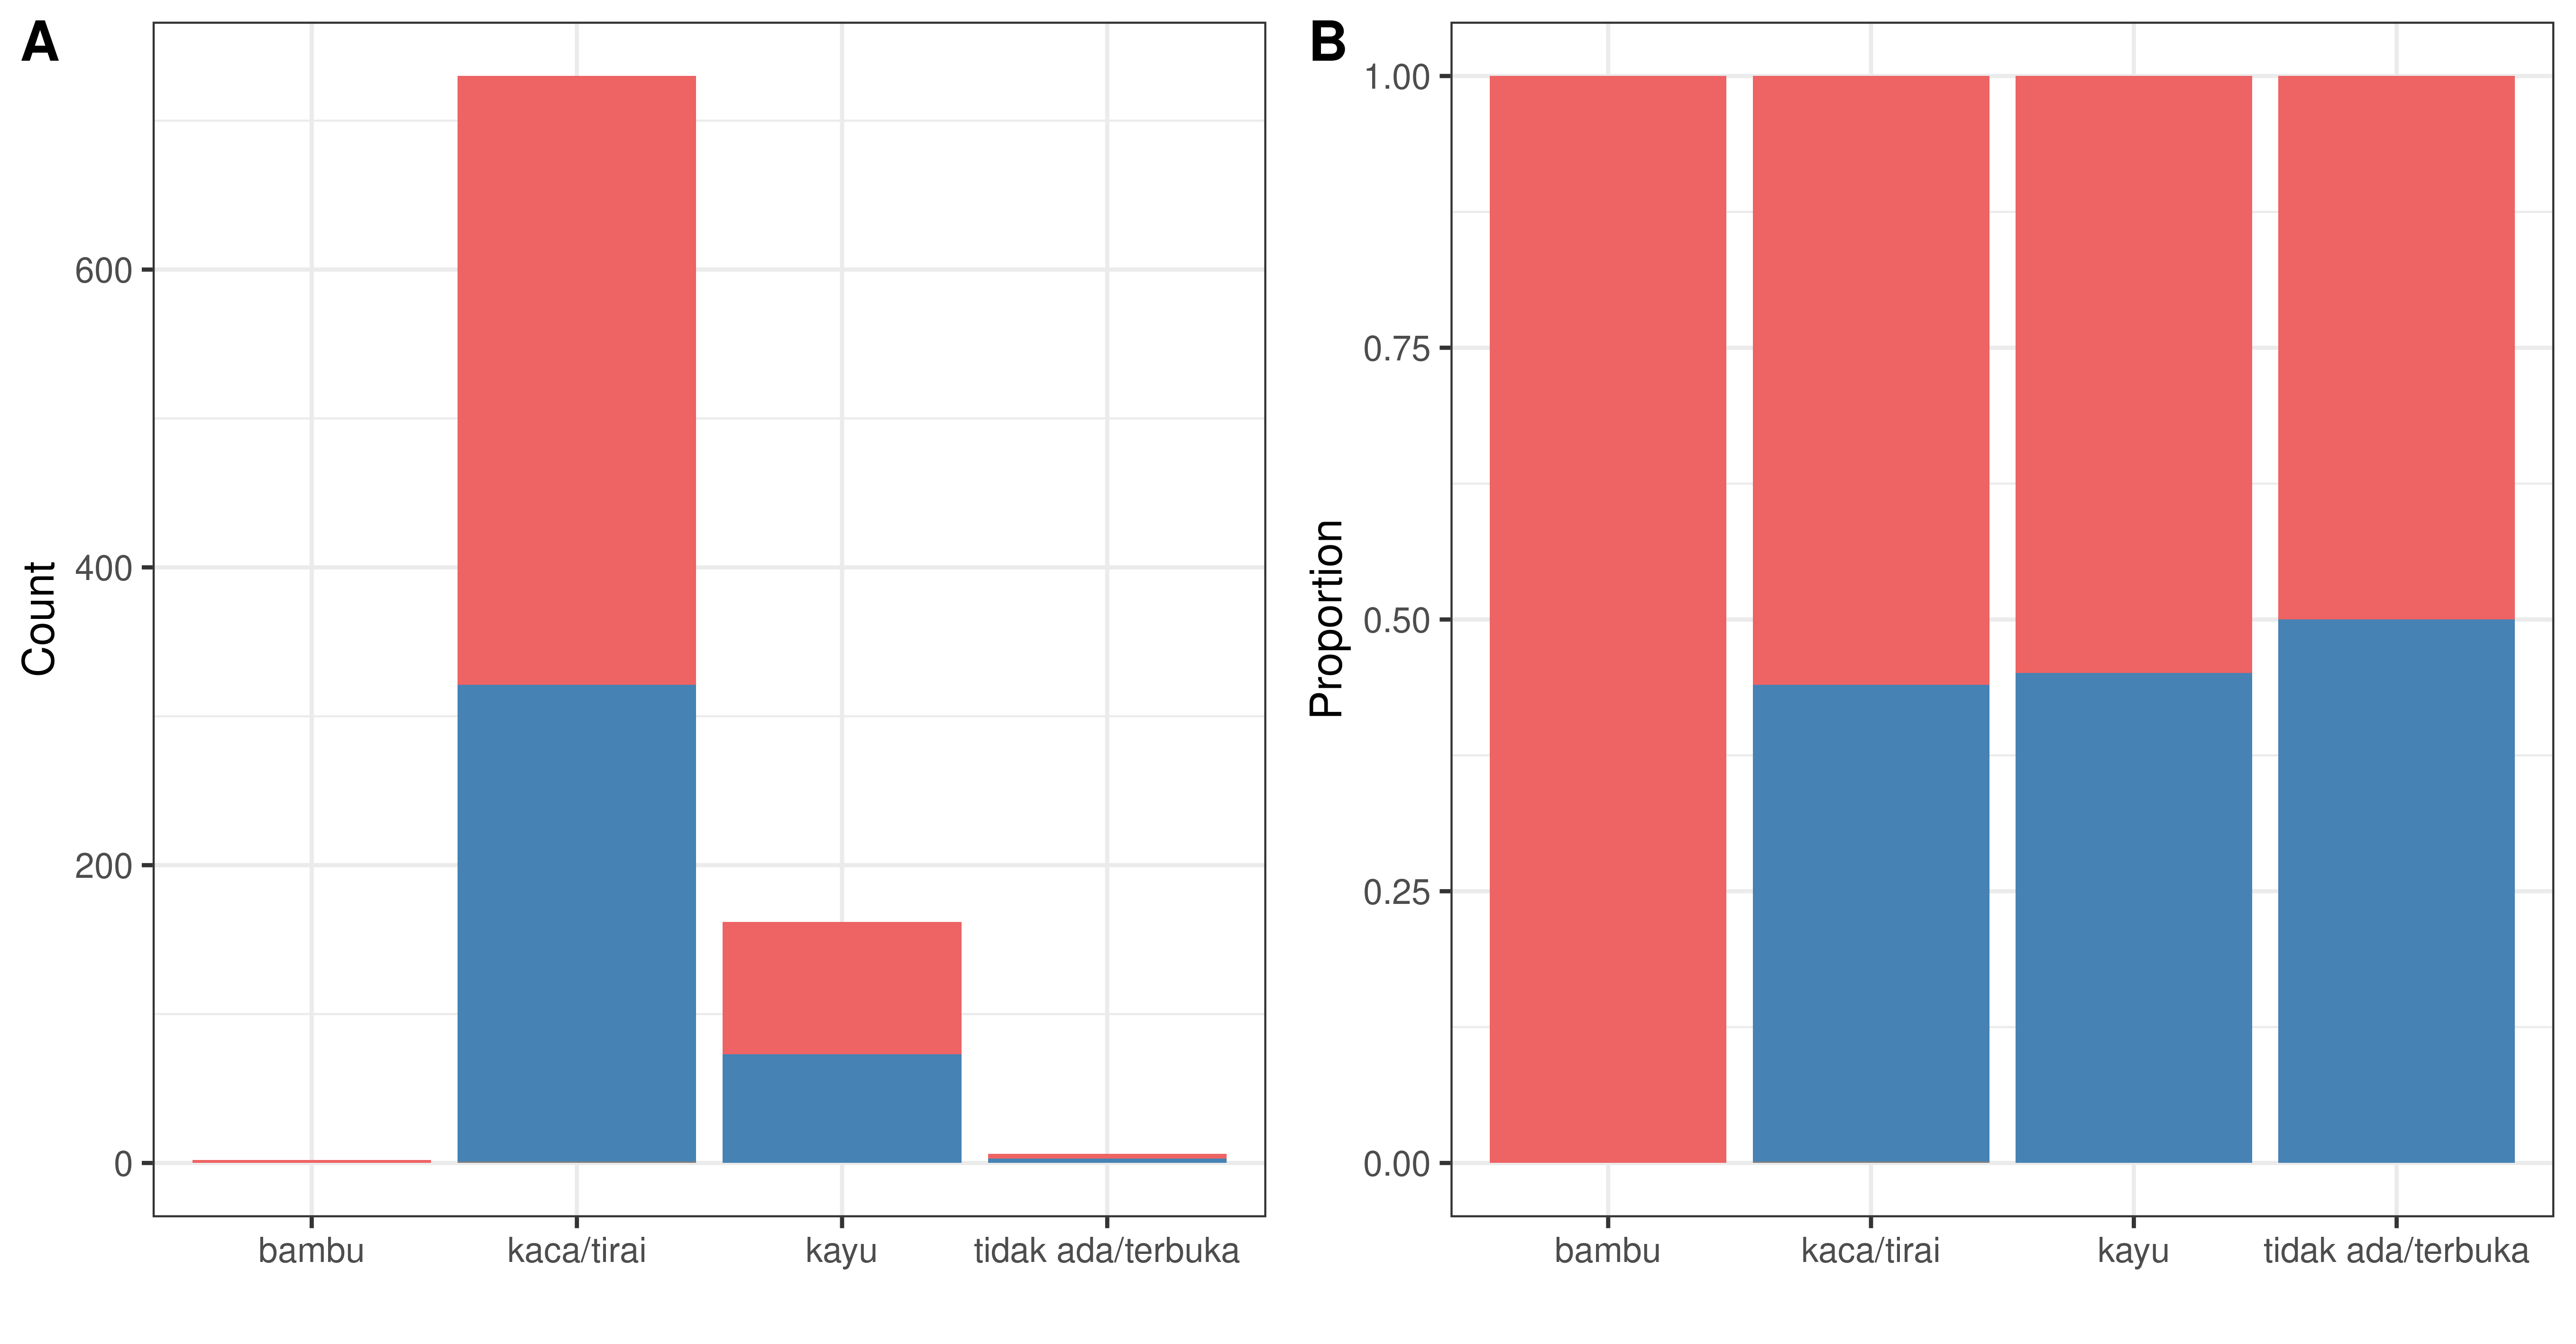 A
Count
600
400
200
0
bambu kaca/tirai kayu tidak ada/terbuka
B
Proportion
1.00
0.75
0.50
0.25
0.00
bambu kaca/tirai kayu tidak ada/terbuka